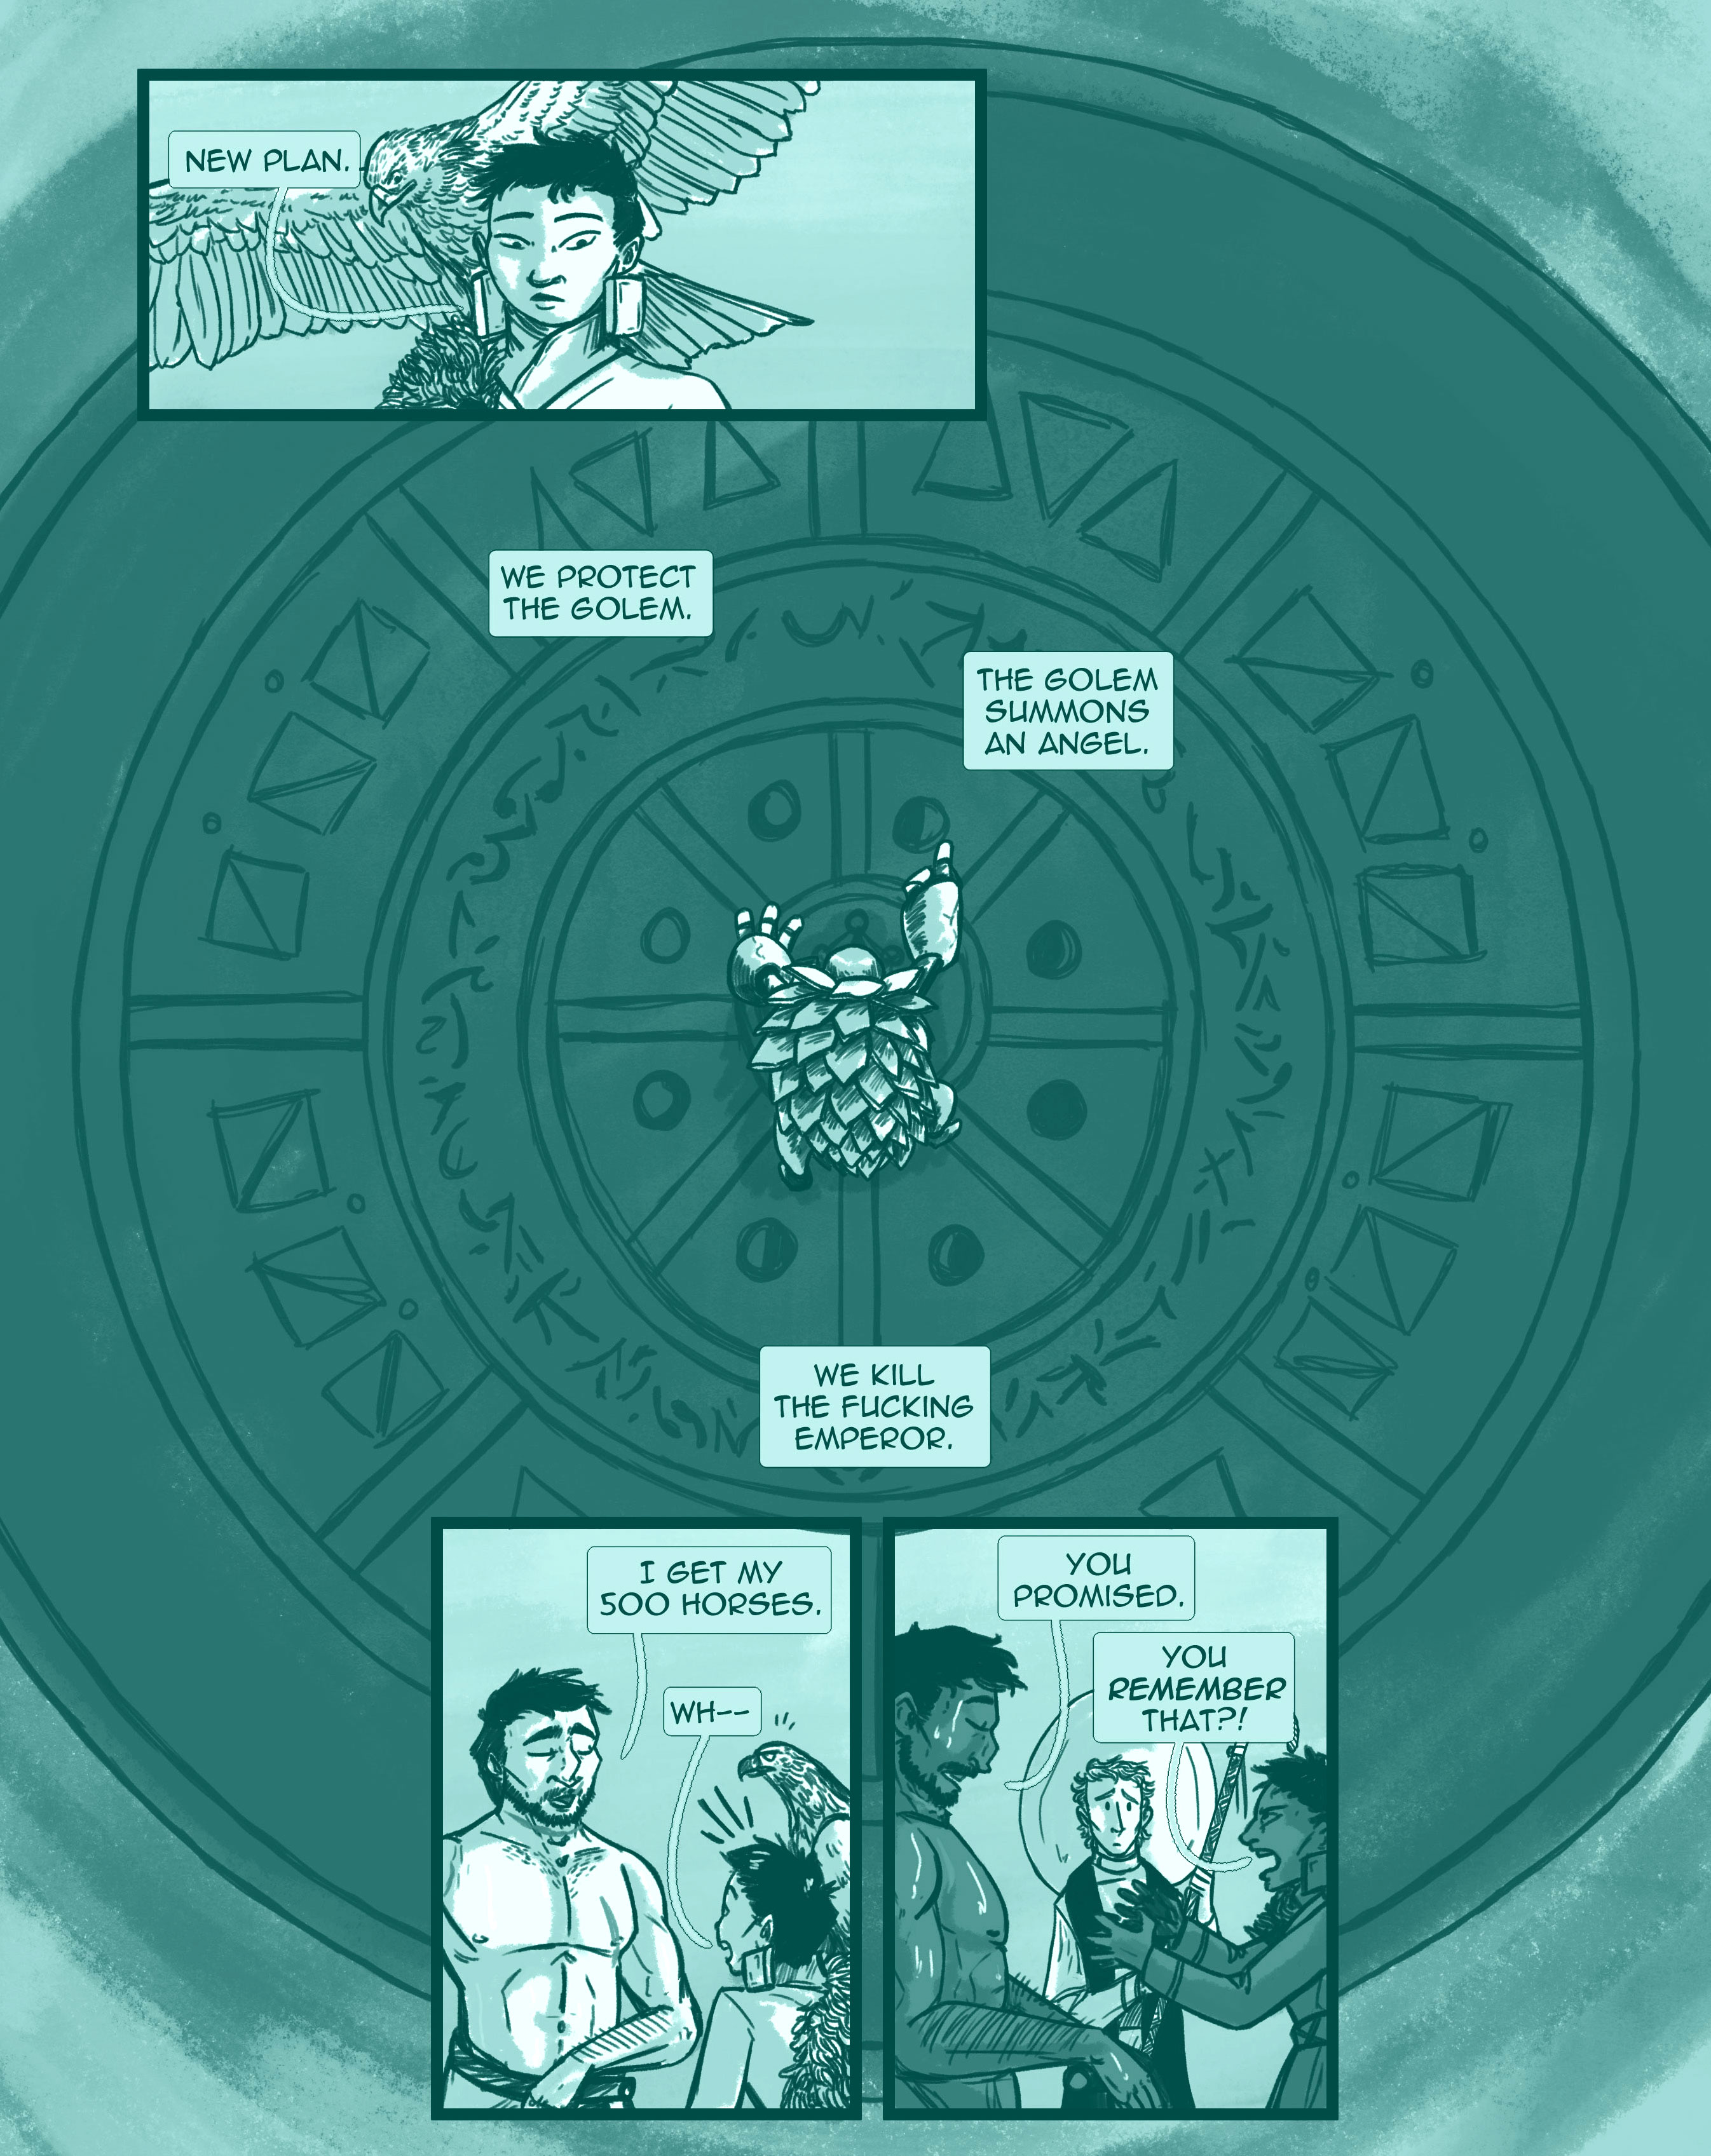 NEW PLAN.
WE PROTECT
THE GOLEM.
THE GOLEM
SUMMONS
AN ANGEL.
WE KILL
THE FUCKING
EMPEROR.
I GET MY
500 HORSES.
WH--
YOU
PROMISED.
YOU
REMEMBER
THAT?!